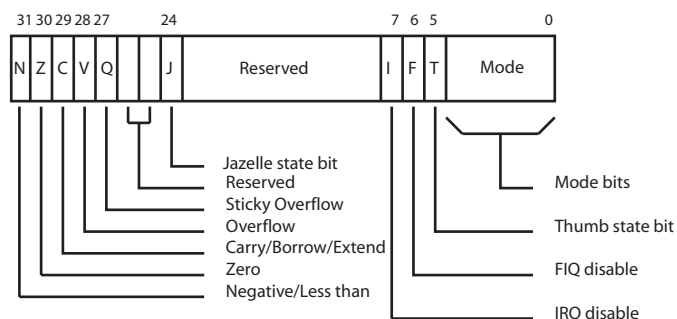 31 30 29 28 27 24 7 6 5 0
N Z C V Q J Reserved I F T Mode
Jazelle state bit
Reserved
Sticky Overflow
Overflow
Carry/Borrow/Extend
Zero
Negative/Less than
Mode bits
Thumb state bit
FIQ disable
IRQ disable